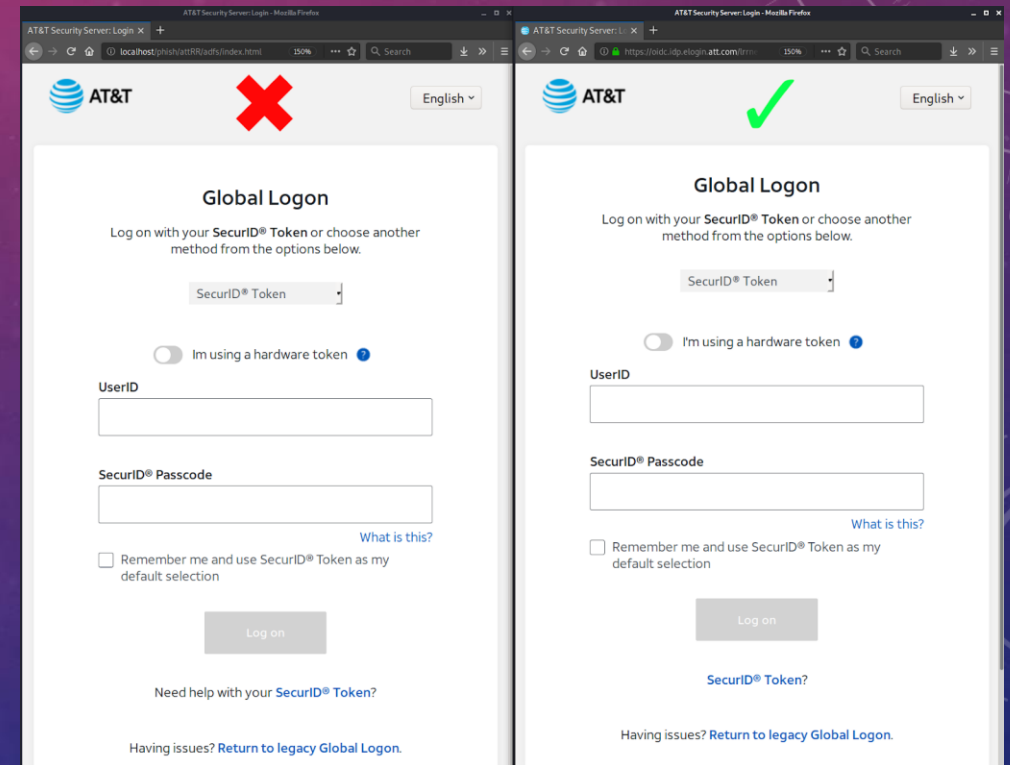 AT&T Security Server: Login - Mozilla Firefox
AT&T Security Server: Login
localhost/phish/attRR/adfs/index.html 150% Search
AT&T
English
Global Logon
Log on with your SecurID® Token or choose another
method from the options below.
SecurID® Token
Im using a hardware token ?
UserID
SecurID® Passcode
What is this?
Remember me and use SecurID® Token as my
default selection
Log on
Need help with your SecurID® Token?
Having issues? Return to legacy Global Logon.
AT&T Security Server: Login - Mozilla Firefox
AT&T Security Server: L
https://oidc.idp.elogin.att.com/ 150% Search
AT&T
English
Global Logon
Log on with your SecurID® Token or choose another
method from the options below.
SecurID® Token
I'm using a hardware token ?
UserID
SecurID® Passcode
What is this?
Remember me and use SecurID® Token as my
default selection
Log on
SecurID® Token?
Having issues? Return to legacy Global Logon.